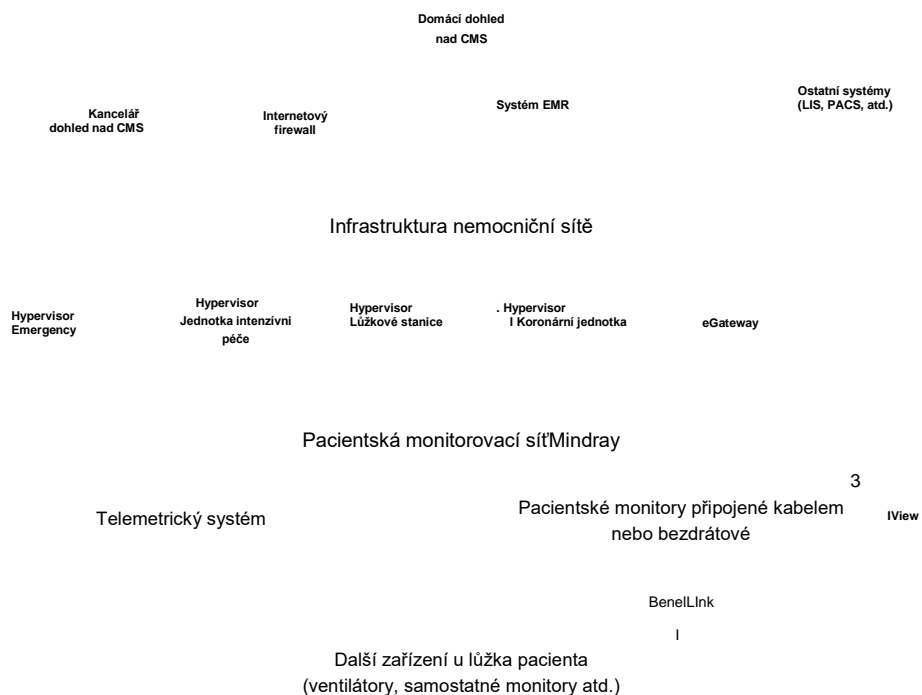 Domácí dohled
nad CMS
Kancelář
dohled nad CMS
Internetový
firewall
Systém EMR
Ostatní systémy
(LIS, PACS, atd.)
Infrastruktura nemocniční sítě
Hypervisor
Emergency
Hypervisor
Jednotka intenzívni
péče
Hypervisor
Lůžkové stanice
. Hypervisor
I Koronární jednotka
eGateway
Pacientská monitorovací síťMindray
3
Telemetrický systém
Pacientské monitory připojené kabelem
nebo bezdrátové
IView
BenelLInk
I
Další zařízení u lůžka pacienta
(ventilátory, samostatné monitory atd.)